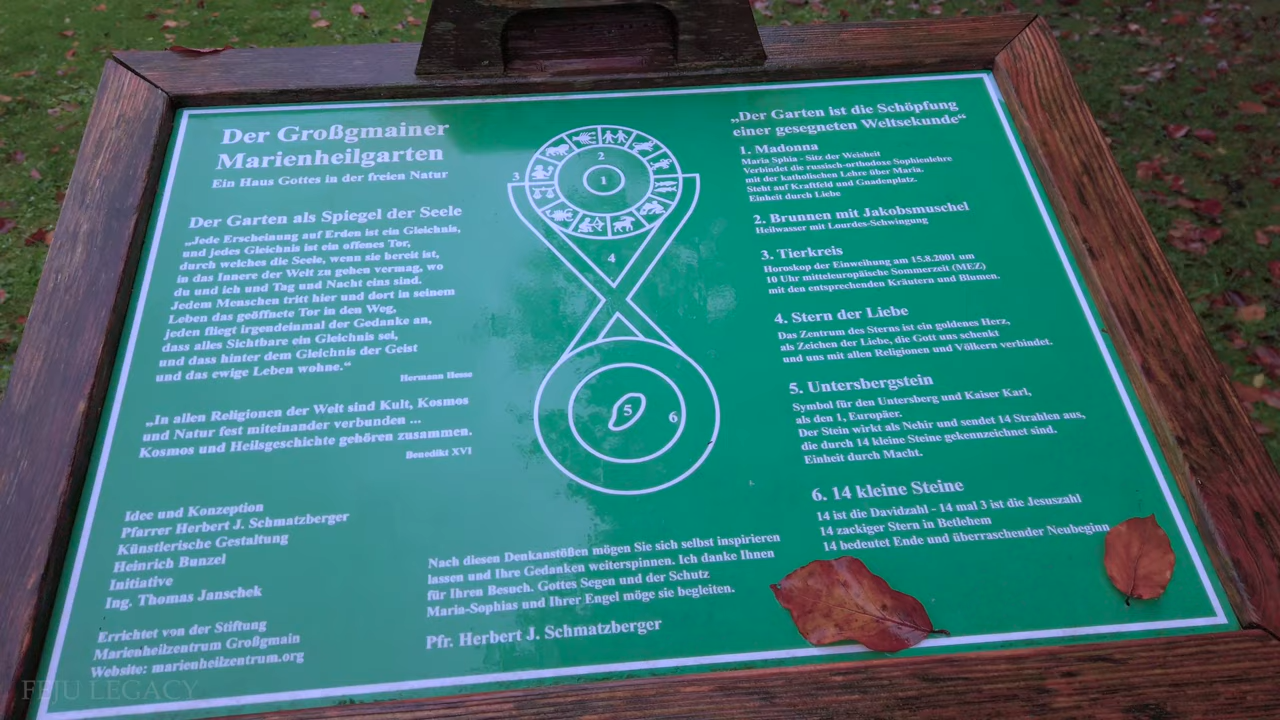 Der Großgmainer
Marienheilgarten
Ein Haus Gottes in der freien Natur
Der Garten als Spiegel der Seele
„Jede Erscheinung auf Erden ist ein Gleichnis,
und jedes Gleichnis ist ein offenes Tor,
durch welches die Seele, wenn sie bereit ist,
in das Innere der Welt zu gehen vermag, wo
du und ich und Tag und Nacht eins sind.
Jedem Menschen tritt hier und dort in seinem
Leben das geöffnete Tor in den Weg,
jeden fliegt irgendeinmal der Gedanke an,
dass alles Sichtbare ein Gleichnis sei,
und dass hinter dem Gleichnis der Geist
und das ewige Leben wohne.“
Hermann Hesse
„In allen Religionen der Welt sind Kult, Kosmos
und Natur fest miteinander verbunden ...
Kosmos und Heilsgeschichte gehören zusammen.
Benedikt XVI
Idee und Konzeption
Pfarrer Herbert J. Schmatzberger
Künstlerische Gestaltung
Heinrich Bunzel
Initiative
Ing. Thomas Janschek
Errichtet von der Stiftung
Marienheilzentrum Großgmain
Website: marienheilzentrum.org
2
1
3
4
5
6
Nach diesen Denkanstößen mögen Sie sich selbst inspirieren
lassen und Ihre Gedanken weiterspinnen. Ich danke Ihnen
für Ihren Besuch. Gottes Segen und der Schutz
Maria-Sophias und Ihrer Engel möge sie begleiten.
Pfr. Herbert J. Schmatzberger
„Der Garten ist die Schöpfung
einer gesegneten Weltsekunde“
1. Madonna
Maria Sphia - Sitz der Weisheit
Verbindet die russisch-orthodoxe Sophienlehre
mit der katholischen Lehre über Maria.
Steht auf Kraftfeld und Gnadenplatz.
Einheit durch Liebe
2. Brunnen mit Jakobsmuschel
Heilwasser mit Lourdes-Schwingung
3. Tierkreis
Horoskop der Einweihung am 15.8.2001 um
10 Uhr mitteleuropäische Sommerzeit (MEZ)
mit den entsprechenden Kräutern und Blumen.
4. Stern der Liebe
Das Zentrum des Sterns ist ein goldenes Herz,
als Zeichen der Liebe, die Gott uns schenkt
und uns mit allen Religionen und Völkern verbindet.
5. Untersbergstein
Symbol für den Untersberg und Kaiser Karl,
als den 1. Europäer.
Der Stein wirkt als Nehir und sendet 14 Strahlen aus,
die durch 14 kleine Steine gekennzeichnet sind.
Einheit durch Macht.
6. 14 kleine Steine
14 ist die Davidzahl - 14 mal 3 ist die Jesuszahl
14 zackiger Stern in Betlehem
14 bedeutet Ende und überraschender Neubeginn
FEJU LEGACY